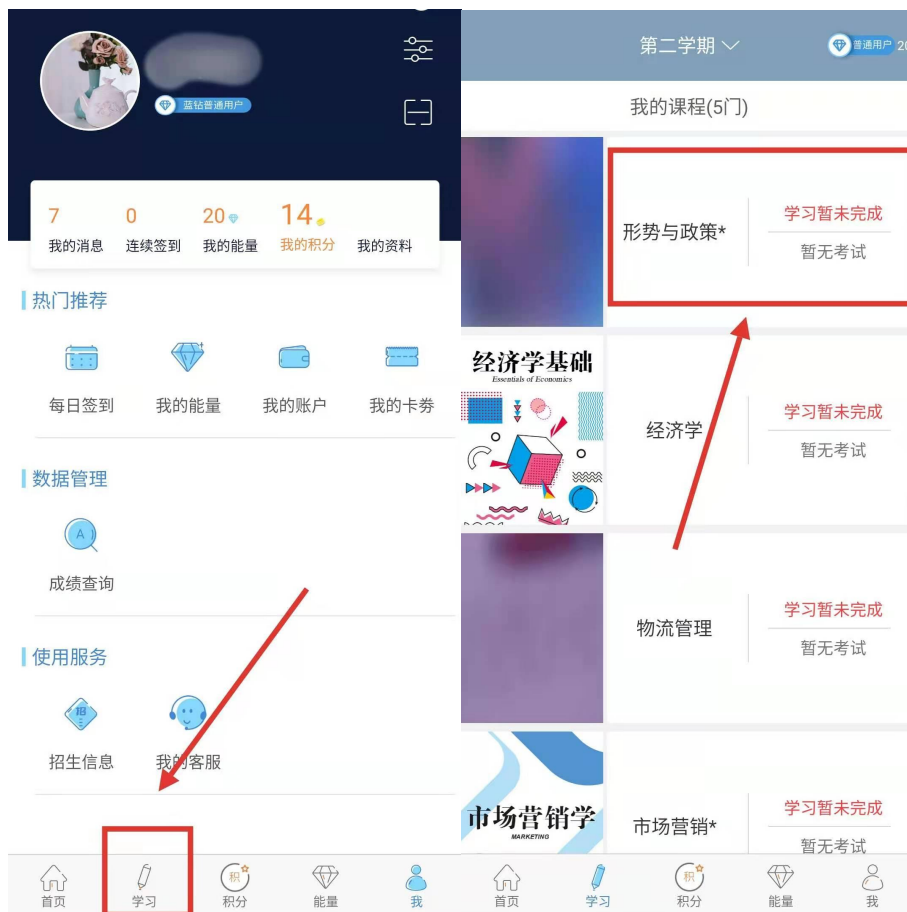 蓝钻普通用户
7 0 20 14
我的消息 连续签到 我的能量 我的积分 我的资料
热门推荐
每日签到 我的能量 我的账户 我的卡券
数据管理
A
成绩查询
使用服务
招
招生信息 我的客服
积
首页 学习 积分 能量 我
第二学期
普通用户 20
我的课程(5门)
形势与政策*
学习暂未完成
暂无考试
经济学基础
Essentials of Economics
经济学
学习暂未完成
暂无考试
物流管理
学习暂未完成
暂无考试
市场营销学
MARKETING
市场营销*
学习暂未完成
暂无考试
积
首页 学习 积分 能量 我